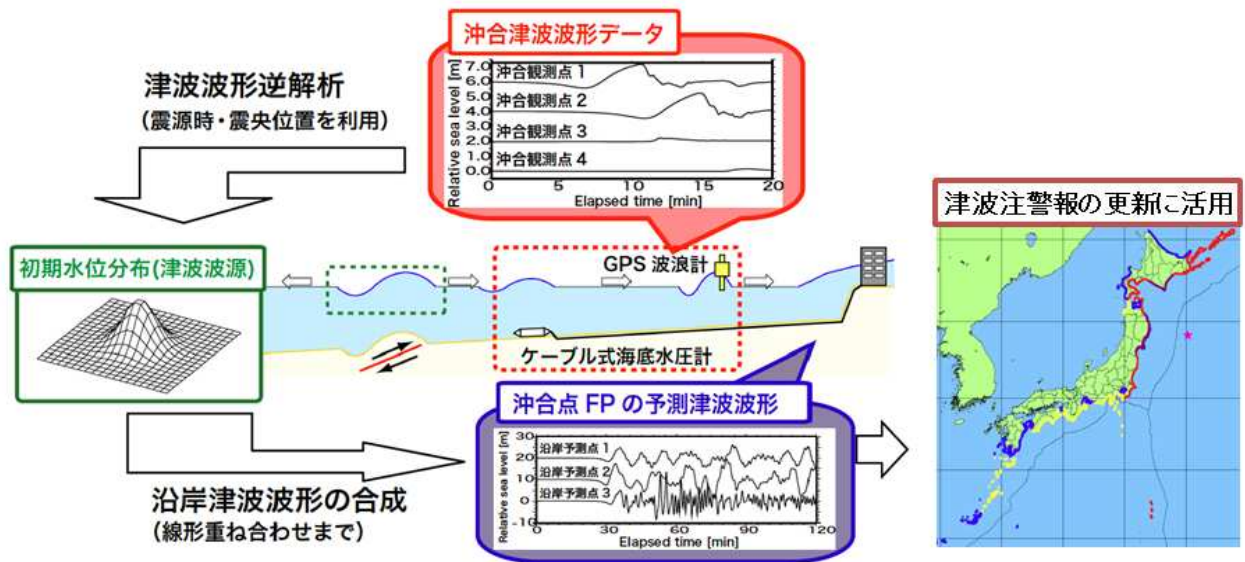 沖合津波波形データ
Relative sea level [m]
7.0
6.0
5.0
4.0
3.0
2.0
1.0
0.0
沖合観測点 1
沖合観測点 2
沖合観測点 3
沖合観測点 4
0 5 10 15 20
Elapsed time [min]
津波波形逆解析
(震源時・震央位置を利用)
初期水位分布(津波波源)
GPS 波浪計
ケーブル式海底水圧計
沖合点 FP の予測津波波形
Relative sea level [m]
30
20
10
0
-10
沿岸予測点 1
沿岸予測点 2
沿岸予測点 3
0 30 60 90 120
Elapsed time [min]
沿岸津波波形の合成
(線形重ね合わせまで)
津波注警報の更新に活用